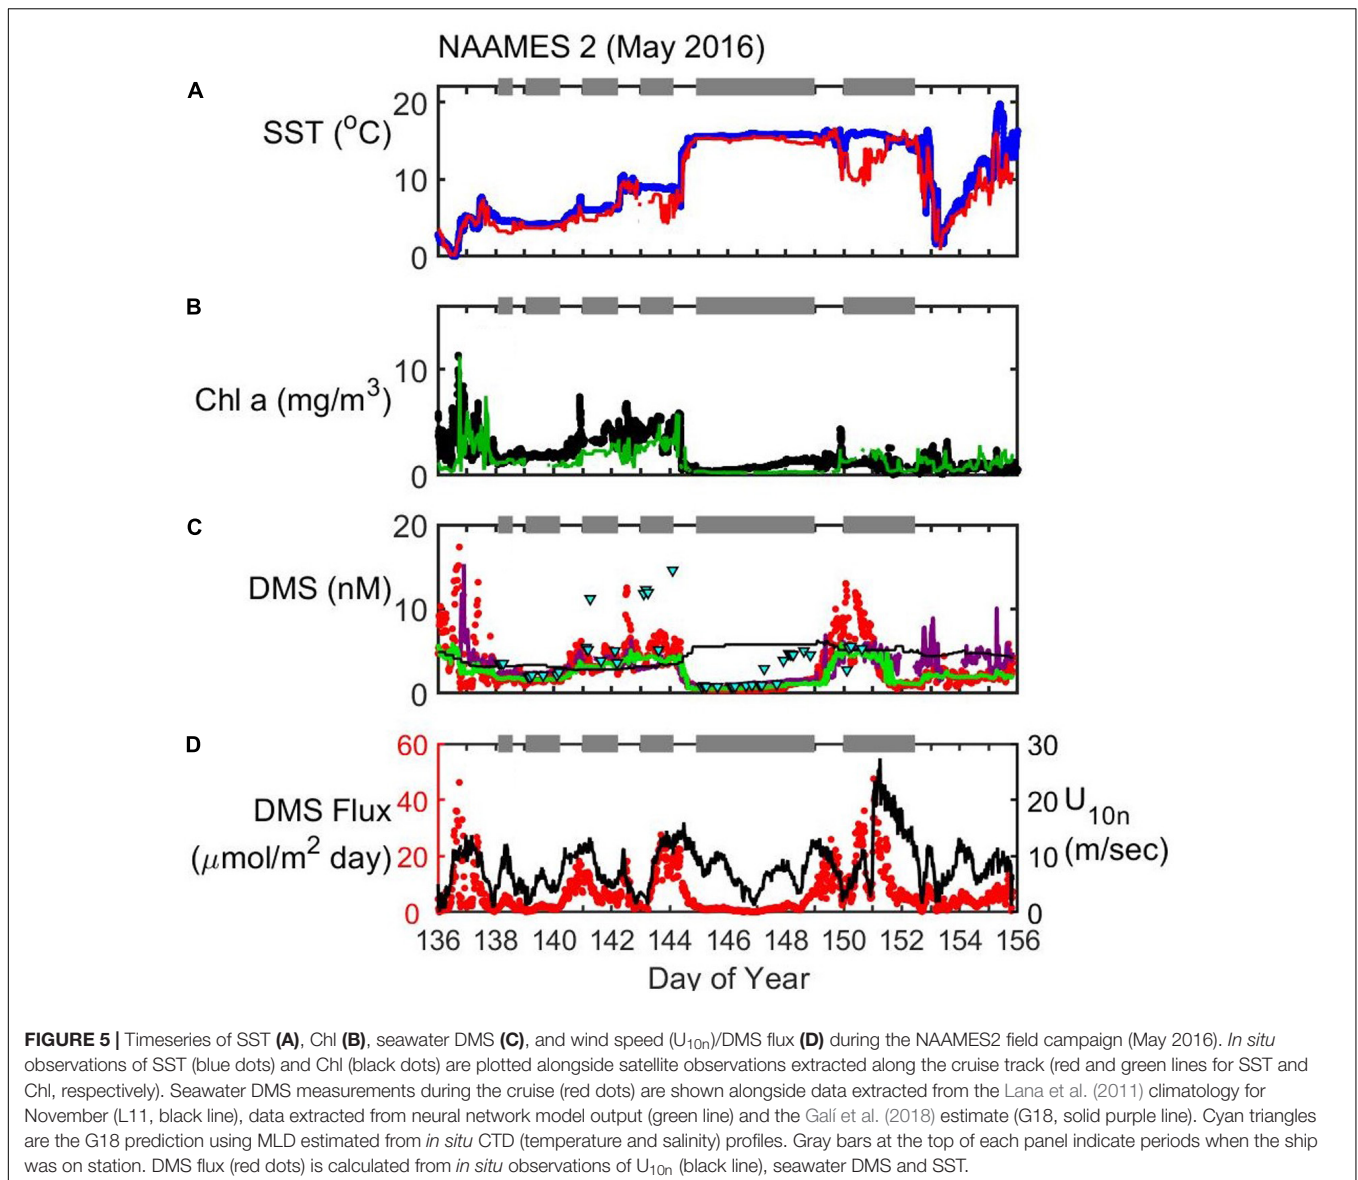 NAAMES 2 (May 2016)
A
SST (°C)
20
10
0
B
Chl a (mg/m³)
10
0
C
DMS (nM)
20
10
0
D
DMS Flux
(μmol/m² day)
60
40
20
0
30
20
10
0
U10n
(m/sec)
136 138 140 142 144 146 148 150 152 154 156
Day of Year
FIGURE 5 | Timeseries of SST (A), Chl (B), seawater DMS (C), and wind speed (U10n)/DMS flux (D) during the NAAMES2 field campaign (May 2016). In situ
observations of SST (blue dots) and Chl (black dots) are plotted alongside satellite observations extracted along the cruise track (red and green lines for SST and
Chl, respectively). Seawater DMS measurements during the cruise (red dots) are shown alongside data extracted from the Lana et al. (2011) climatology for
November (L11, black line), data extracted from neural network model output (green line) and the Galí et al. (2018) estimate (G18, solid purple line). Cyan triangles
are the G18 prediction using MLD estimated from in situ CTD (temperature and salinity) profiles. Gray bars at the top of each panel indicate periods when the ship
was on station. DMS flux (red dots) is calculated from in situ observations of U10n (black line), seawater DMS and SST.